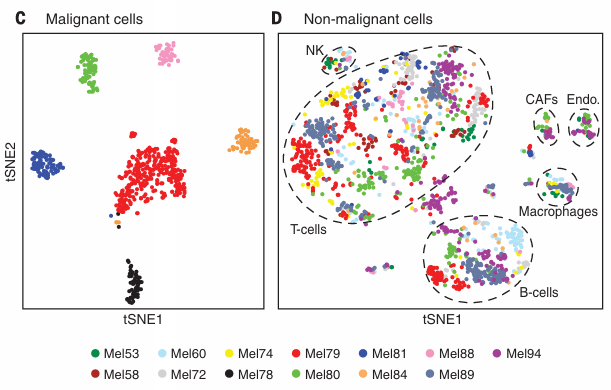 C Malignant cells
D Non-malignant cells
NK
CAFs Endo.
tSNE2
Macrophages
T-cells
B-cells
tSNE1
tSNE1
Mel53 Mel60 Mel74 Mel79 Mel81 Mel88 Mel94
Mel58 Mel72 Mel78 Mel80 Mel84 Mel89